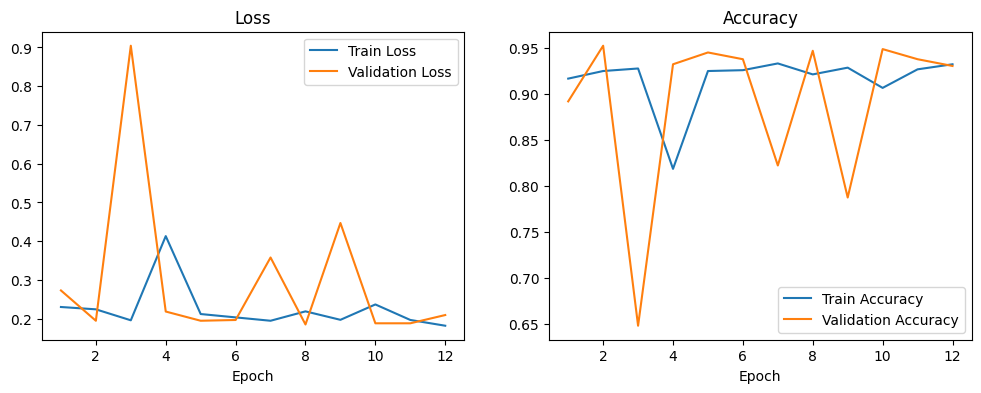 Loss
Train Loss
Validation Loss
0.9
0.8
0.7
0.6
0.5
0.4
0.3
0.2
2 4 6 8 10 12
Epoch
Accuracy
0.95
0.90
0.85
0.80
0.75
0.70
0.65
Train Accuracy
Validation Accuracy
2 4 6 8 10 12
Epoch